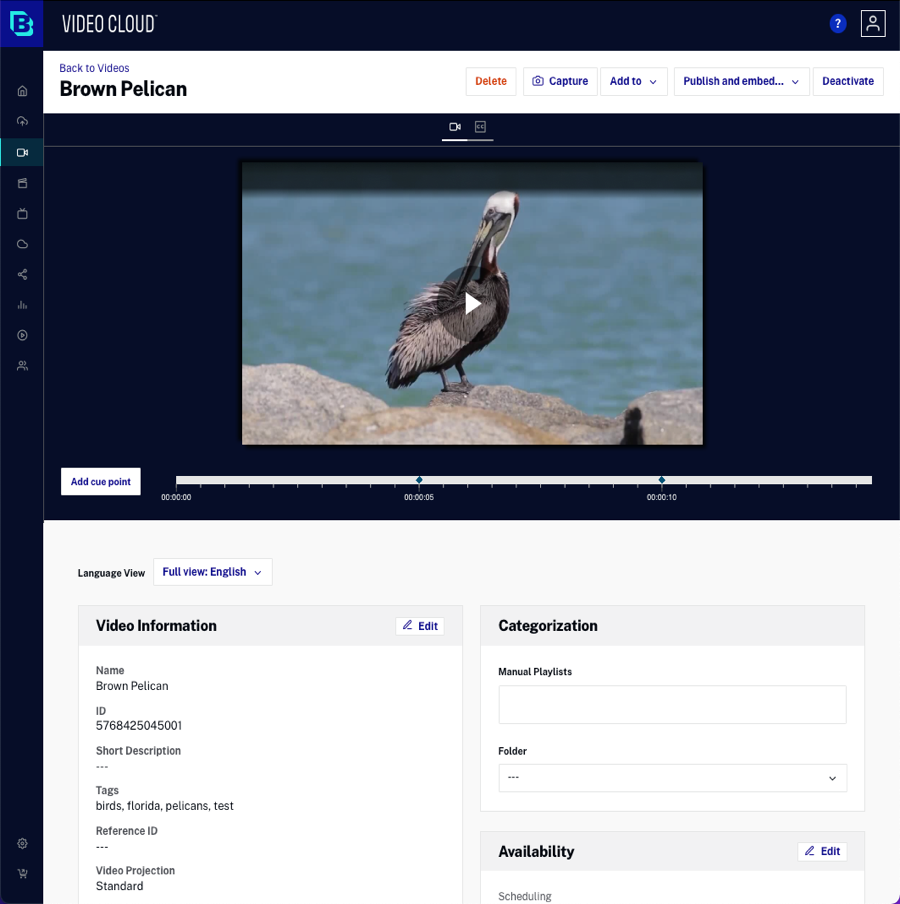 VIDEO CLOUD™
?
Back to Videos
Brown Pelican
Delete
Capture
Add to
Publish and embed...
Deactivate
CC
Add cue point
00:00:00
00:00:05
00:00:10
Language View
Full view: English
Video Information
Edit
Name
Brown Pelican
ID
5768425045001
Short Description
---
Tags
birds, florida, pelicans, test
Reference ID
---
Video Projection
Standard
Categorization
Manual Playlists
Folder
---
Availability
Edit
Scheduling